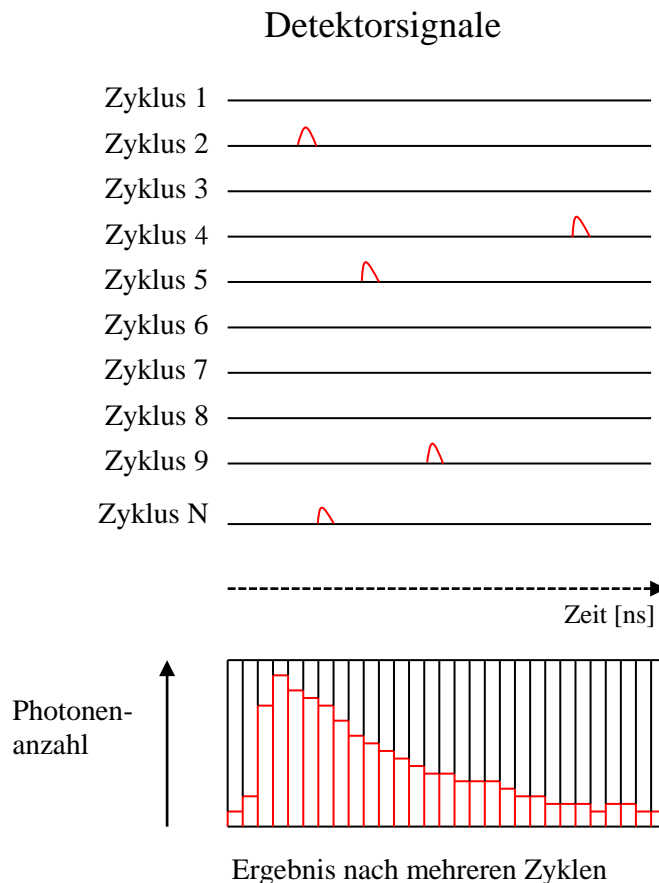 Detektorsignale
Zyklus 1
Zyklus 2
Zyklus 3
Zyklus 4
Zyklus 5
Zyklus 6
Zyklus 7
Zyklus 8
Zyklus 9
Zyklus N
Zeit [ns]
Photonen-
anzahl
Ergebnis nach mehreren Zyklen